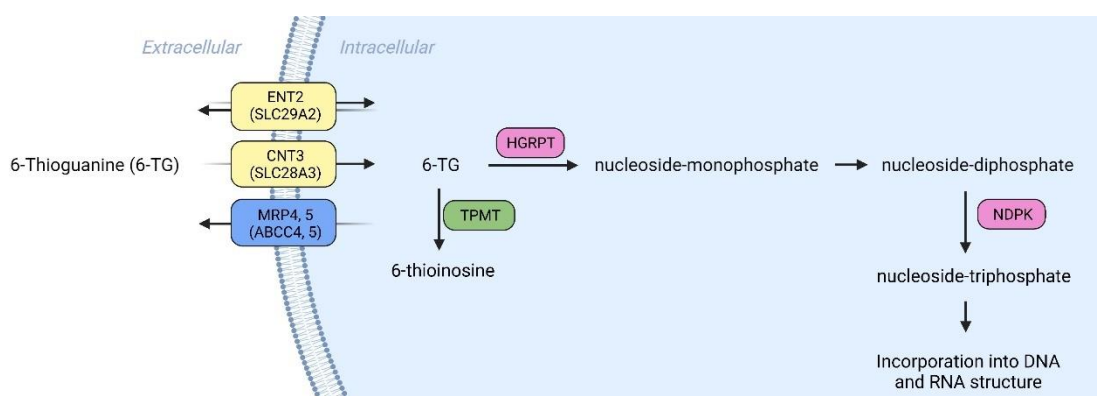 Extracellular
Intracellular
ENT2
(SLC29A2)
6-Thioguanine (6-TG)
CNT3
(SLC28A3)
6-TG
HGRPT
nucleoside-monophosphate
nucleoside-diphosphate
MRP4, 5
(ABCC4, 5)
TPMT
NDPK
6-thioinosine
nucleoside-triphosphate
Incorporation into DNA
and RNA structure